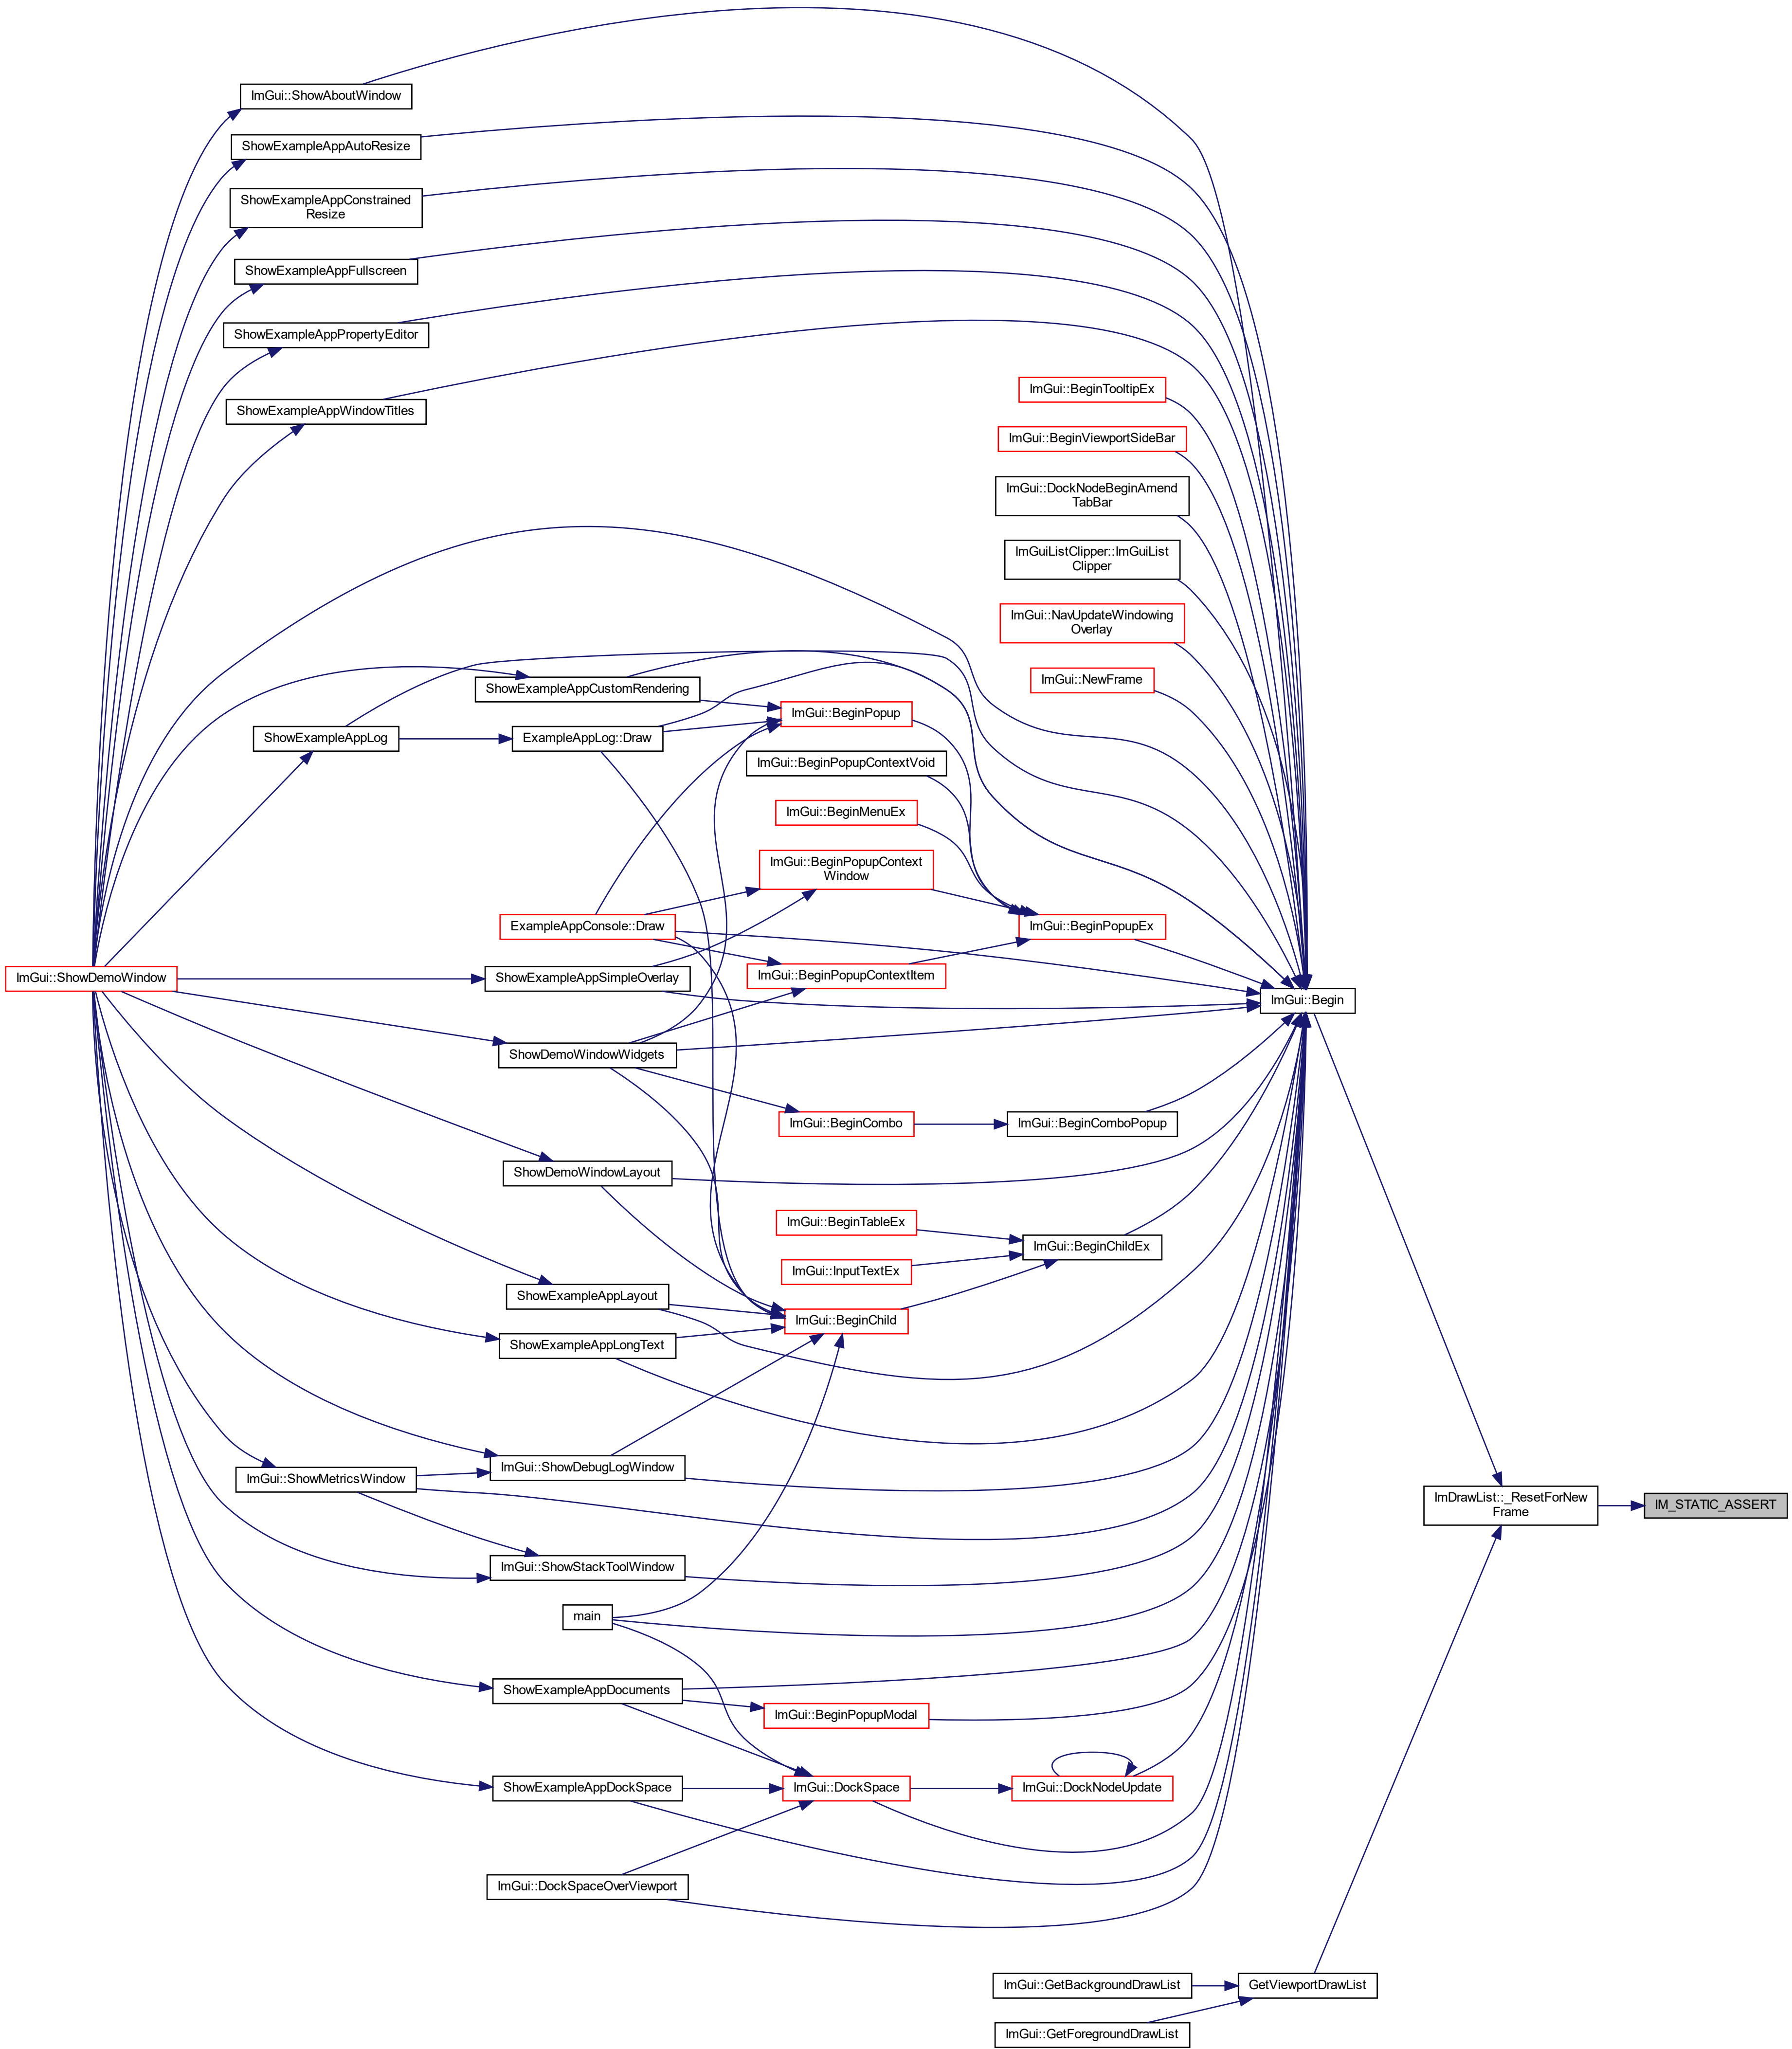 ImGui::ShowAboutWindow
ShowExampleAppAutoResize
ShowExampleAppConstrained
Resize
ShowExampleAppFullscreen
ShowExampleAppPropertyEditor
ShowExampleAppWindowTitles
ImGui::BeginTooltipEx
ImGui::BeginViewportSideBar
ImGui::DockNodeBeginAmend
TabBar
ImGuiListClipper::ImGuiList
Clipper
ImGui::NavUpdateWindowing
Overlay
ImGui::NewFrame
ShowExampleAppCustomRendering
ImGui::BeginPopup
ShowExampleAppLog
ExampleAppLog::Draw
ImGui::BeginPopupContextVoid
ImGui::BeginMenuEx
ImGui::BeginPopupContext
Window
ExampleAppConsole::Draw
ImGui::BeginPopupEx
ImGui::ShowDemoWindow
ShowExampleAppSimpleOverlay
ImGui::BeginPopupContextItem
ImGui::Begin
ShowDemoWindowWidgets
ImGui::BeginCombo
ImGui::BeginComboPopup
ShowDemoWindowLayout
ImGui::BeginTableEx
ImGui::BeginChildEx
ImGui::InputTextEx
ShowExampleAppLayout
ImGui::BeginChild
ShowExampleAppLongText
ImGui::ShowMetricsWindow
ImGui::ShowDebugLogWindow
ImDrawList::_ResetForNew
Frame
IM_STATIC_ASSERT
ImGui::ShowStackToolWindow
main
ShowExampleAppDocuments
ImGui::BeginPopupModal
ShowExampleAppDockSpace
ImGui::DockSpace
ImGui::DockNodeUpdate
ImGui::DockSpaceOverViewport
ImGui::GetBackgroundDrawList
GetViewportDrawList
ImGui::GetForegroundDrawList